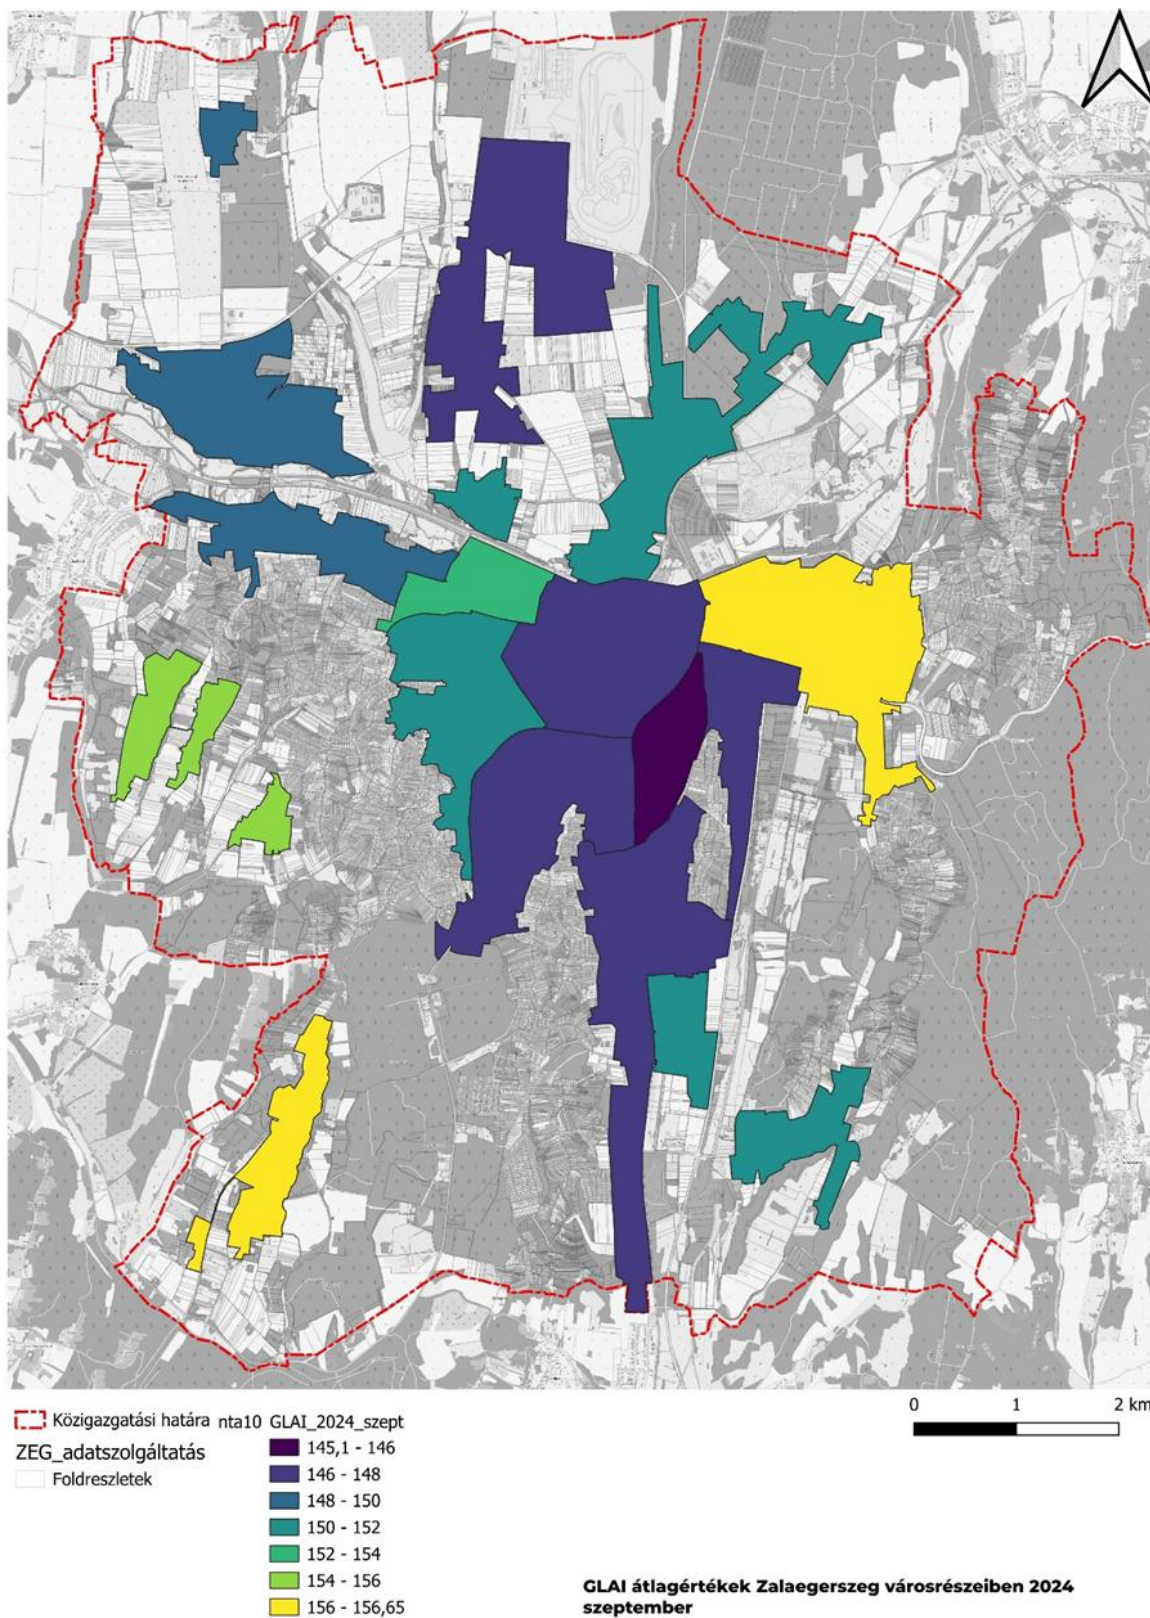 0 1 2 km
Közigazgatási határa
ZEG_adatszolgáltatás
Foldreszletek
nta10 GLAI_2024_szept
145,1 - 146
146 - 148
148 - 150
150 - 152
152 - 154
154 - 156
156 - 156,65
GLAI átlagértékek Zalaegerszeg városrészeiben 2024
szeptember